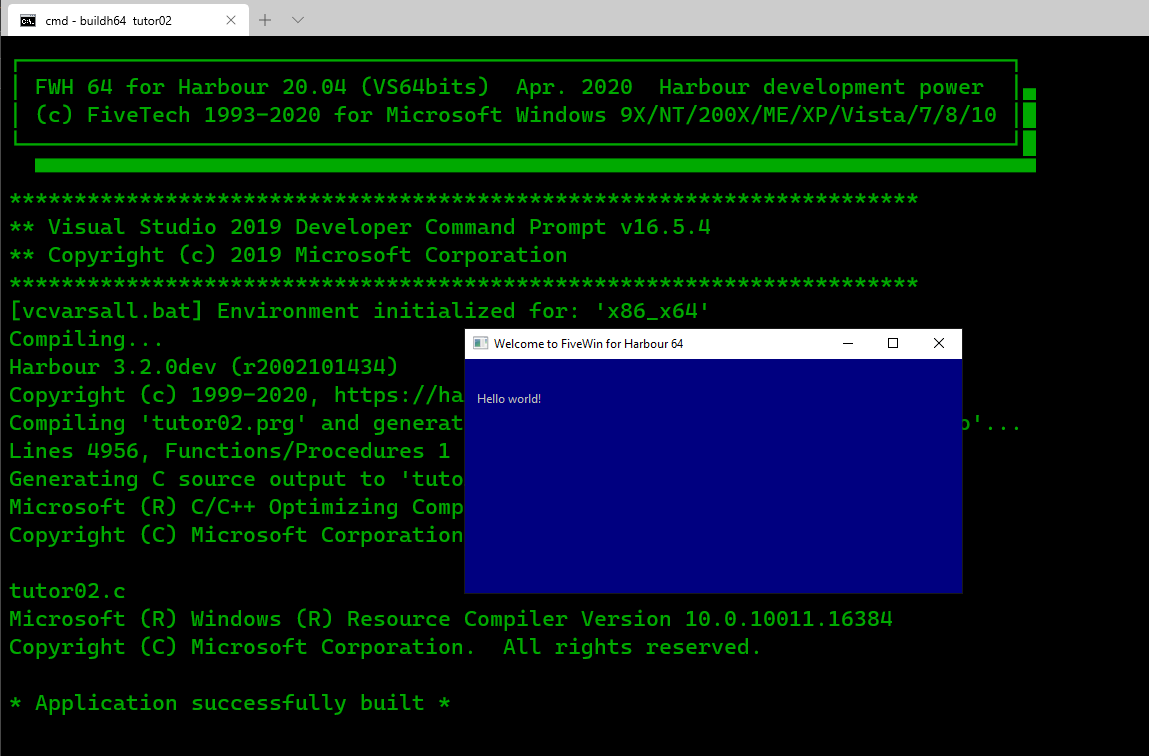 cmd - buildh64 tutor02
FWH 64 for Harbour 20.04 (VS64bits)  Apr. 2020  Harbour development power
(c) FiveTech 1993-2020 for Microsoft Windows 9X/NT/200X/ME/XP/Vista/7/8/10
**********************************************************************
** Visual Studio 2019 Developer Command Prompt v16.5.4
** Copyright (c) 2019 Microsoft Corporation
**********************************************************************
[vcvarsall.bat] Environment initialized for: 'x86_x64'
Compiling...
Harbour 3.2.0dev (r2002101434)
Copyright (c) 1999-2020, https://ha
Compiling 'tutor02.prg' and generat
'...
Lines 4956, Functions/Procedures 1
Generating C source output to 'tuto
Microsoft (R) C/C++ Optimizing Comp
Copyright (C) Microsoft Corporation
Welcome to FiveWin for Harbour 64
Hello world!
tutor02.c
Microsoft (R) Windows (R) Resource Compiler Version 10.0.10011.16384
Copyright (C) Microsoft Corporation.  All rights reserved.
* Application successfully built *